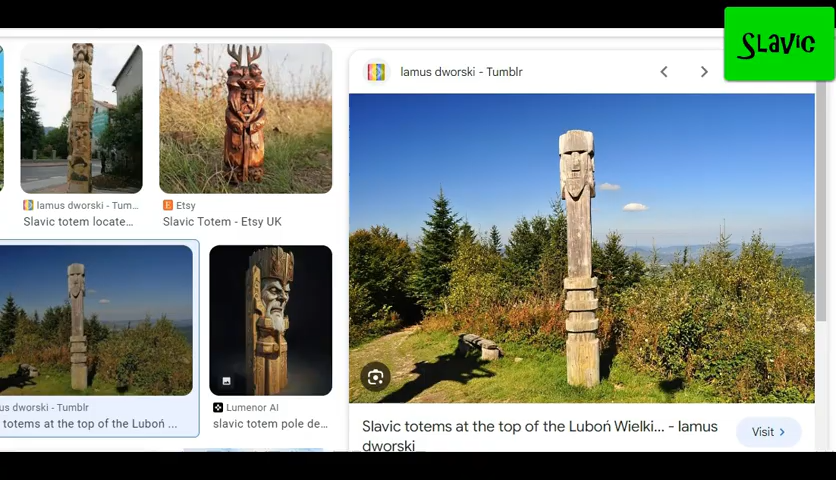 Slavic
lamus dworski - Tumblr
lamus dworski - Tum...
Slavic totem locate...
Etsy
Slavic Totem - Etsy UK
us dworski - Tumblr
totems at the top of the Luboń ...
Lumenor AI
slavic totem pole de...
Slavic totems at the top of the Luboń Wielki... - lamus
dworski
Visit